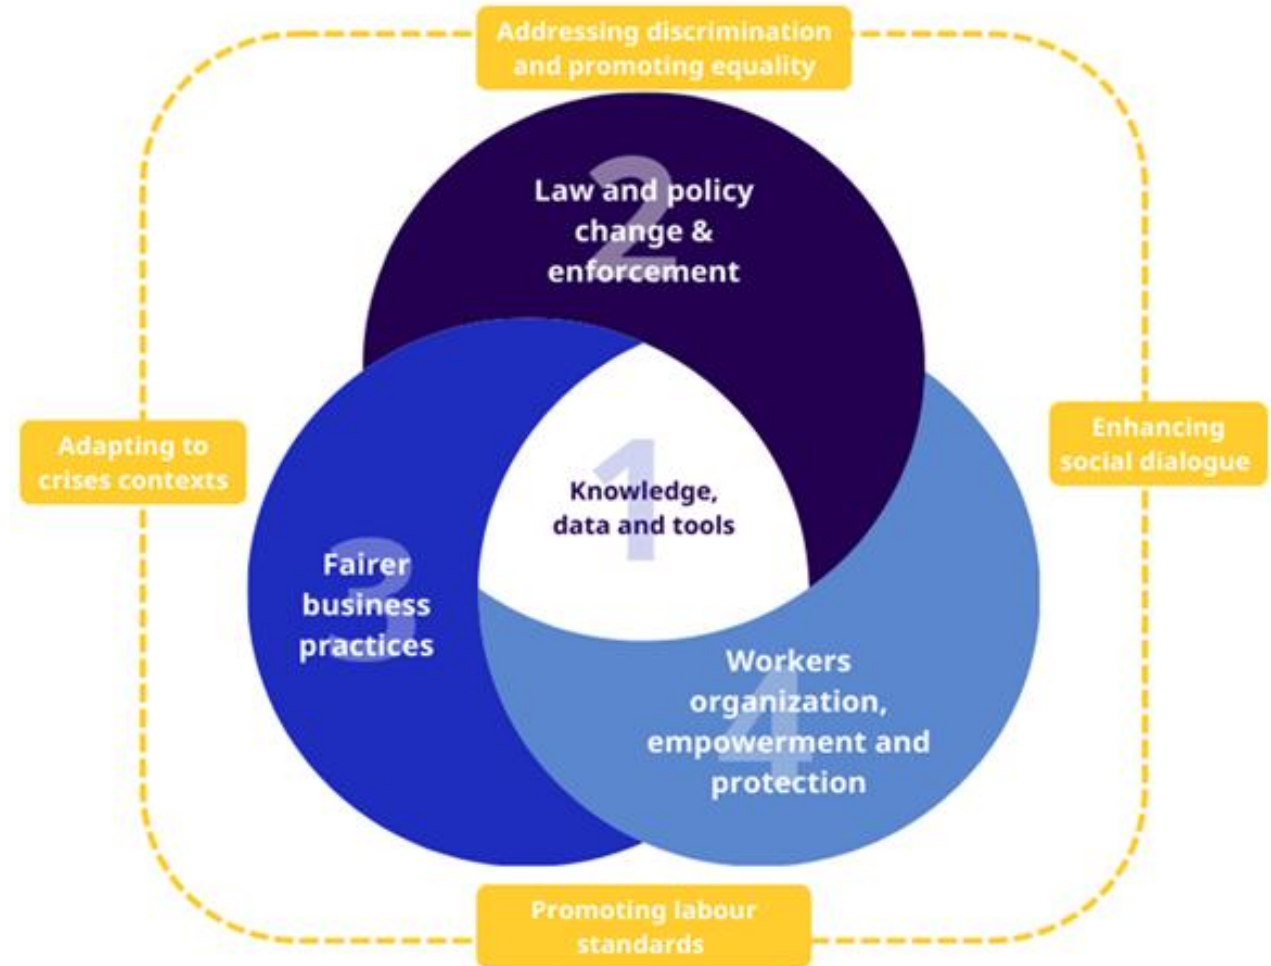 Addressing discrimination
and promoting equality
2
Law and policy
change &
enforcement
Adapting to
crises contexts
Enhancing
social dialogue
1
Knowledge,
data and tools
3
Fairer
business
practices
4
Workers
organization,
empowerment and
protection
Promoting labour
standards